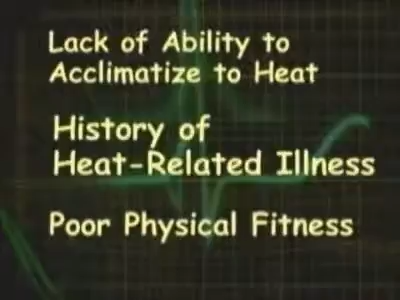 Lack of Ability to
Acclimatize to Heat
History of
Heat-Related Illness
Poor Physical Fitness